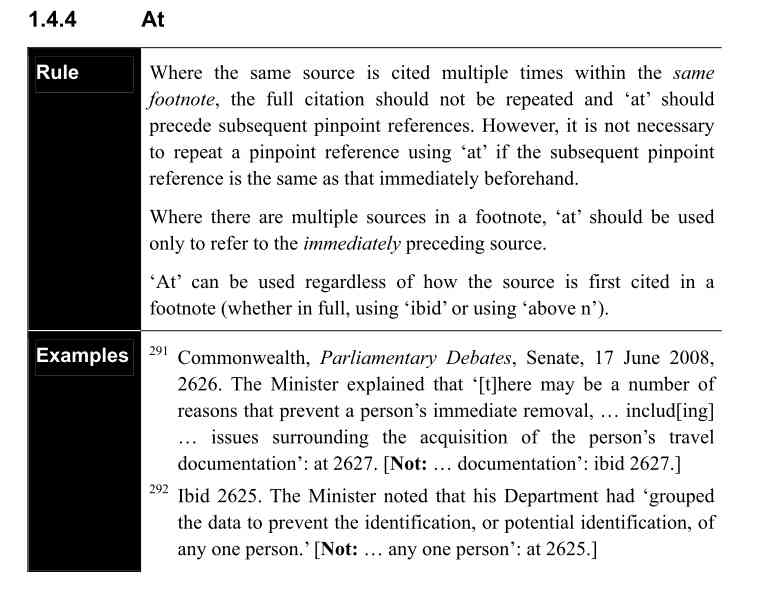 1.4.4 At
Rule
Where the same source is cited multiple times within the same
footnote, the full citation should not be repeated and ‘at’ should
precede subsequent pinpoint references. However, it is not necessary
to repeat a pinpoint reference using ‘at’ if the subsequent pinpoint
reference is the same as that immediately beforehand.
Where there are multiple sources in a footnote, ‘at’ should be used
only to refer to the immediately preceding source.
‘At’ can be used regardless of how the source is first cited in a
footnote (whether in full, using ‘ibid’ or using ‘above n’).
Examples
291 Commonwealth, Parliamentary Debates, Senate, 17 June 2008,
2626. The Minister explained that ‘[t]here may be a number of
reasons that prevent a person’s immediate removal, … includ[ing]
… issues surrounding the acquisition of the person’s travel
documentation’: at 2627. [Not: … documentation’: ibid 2627.]
292 Ibid 2625. The Minister noted that his Department had ‘grouped
the data to prevent the identification, or potential identification, of
any one person.’ [Not: … any one person’: at 2625.]